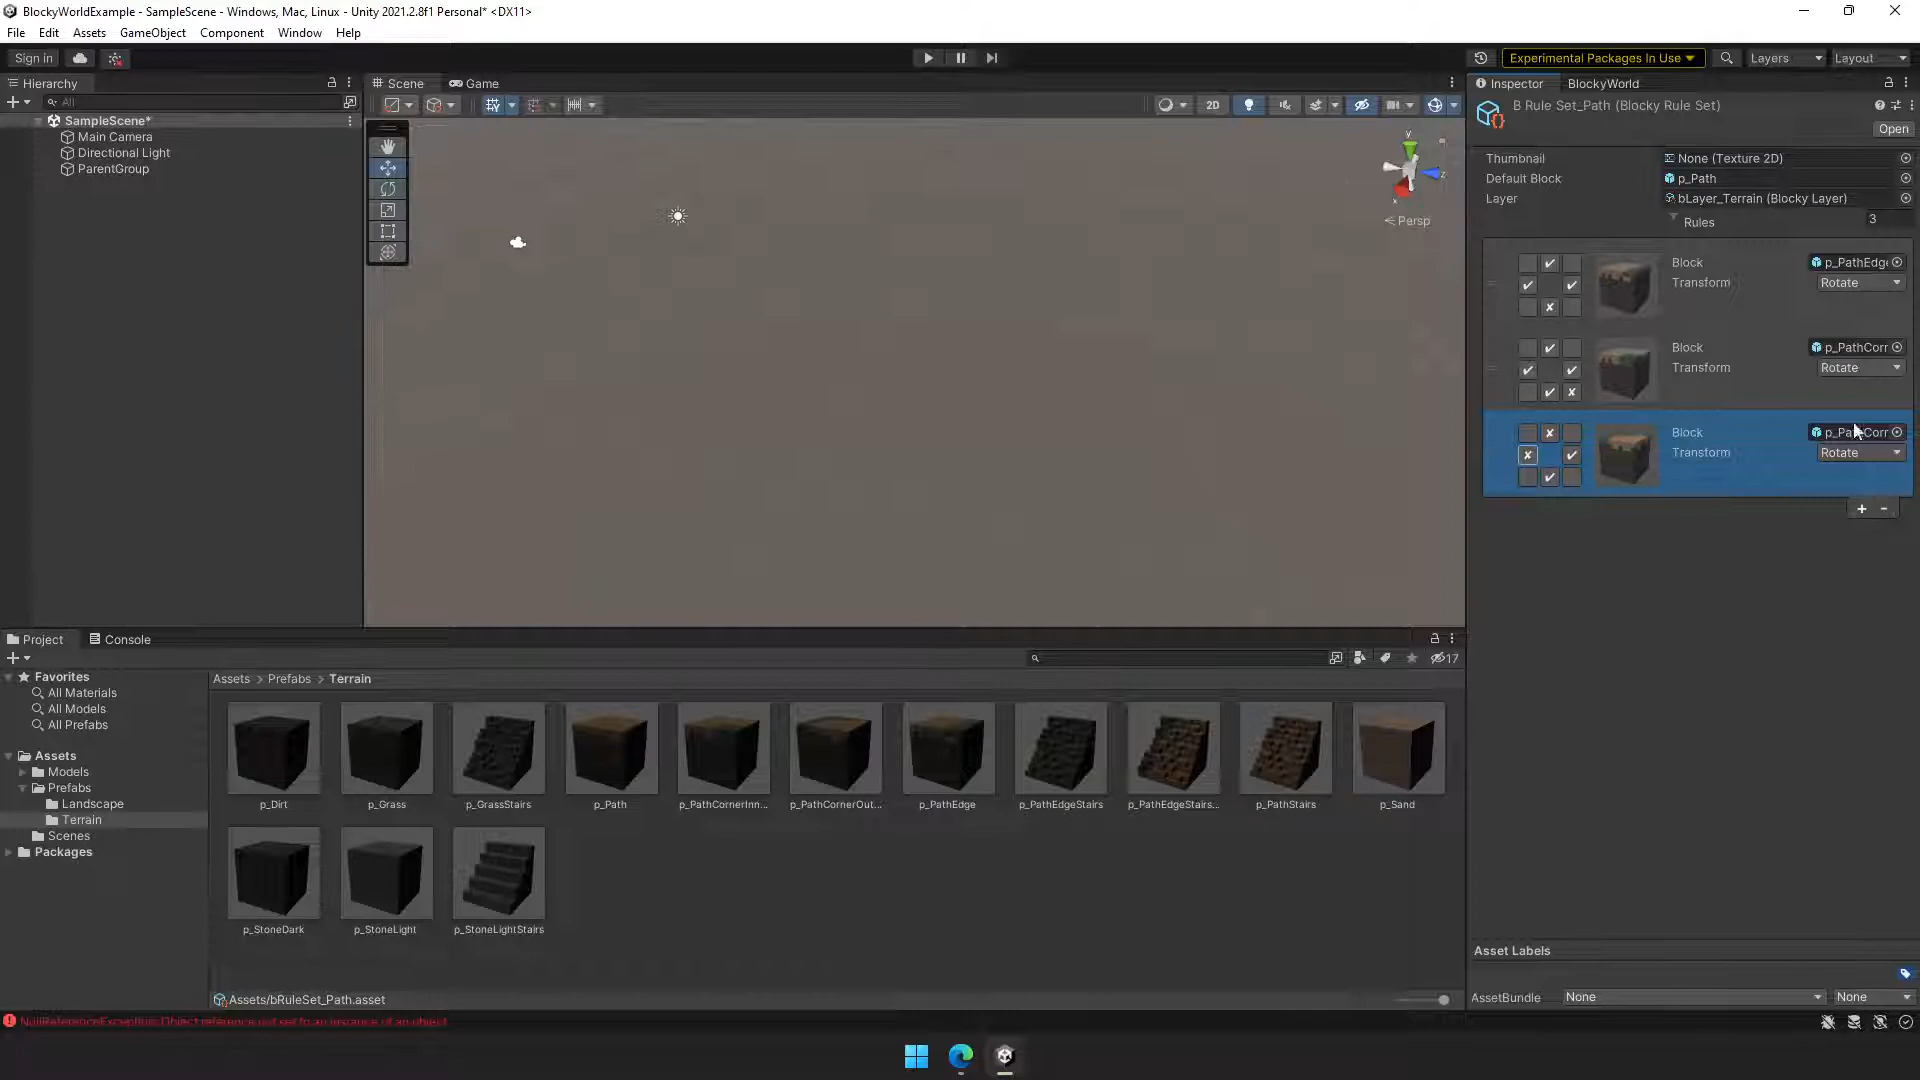 BlockyWorldExample - SampleScene - Windows, Mac, Linux - Unity 2021.2.8f1 Personal* <DX11>
File Edit Assets GameObject Component Window Help
Sign in
Experimental Packages In Use
Layers
Layout
Hierarchy
All
SampleScene*
Main Camera
Directional Light
ParentGroup
Scene
Game
2D
y
z
x
Persp
Inspector
BlockyWorld
B Rule Set_Path (Blocky Rule Set)
Open
Thumbnail None (Texture 2D)
Default Block p_Path
Layer bLayer_Terrain (Blocky Layer)
Rules 3
Block p_PathEdge
Transform Rotate
Block p_PathCorr
Transform Rotate
Block p_PathCorr
Transform Rotate
+ -
Project
Console
17
Favorites
All Materials
All Models
All Prefabs
Assets
Models
Prefabs
Landscape
Terrain
Scenes
Packages
Assets > Prefabs > Terrain
p_Dirt
p_Grass
p_GrassStairs
p_Path
p_PathCornerInn...
p_PathCornerOut...
p_PathEdge
p_PathEdgeStairs
p_PathEdgeStairs...
p_PathStairs
p_Sand
p_StoneDark
p_StoneLight
p_StoneLightStairs
Assets/bRuleSet_Path.asset
Asset Labels
AssetBundle None None
NullReferenceException: Object reference not set to an instance of an object